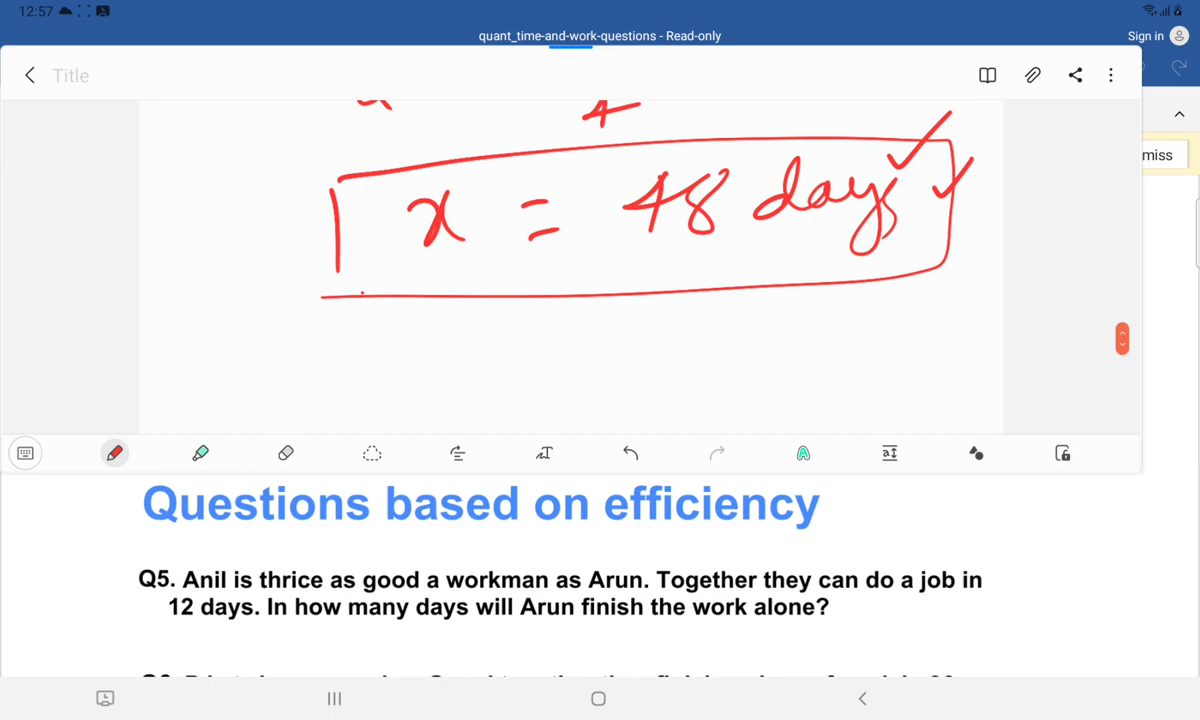 12:57
quant_time-and-work-questions - Read-only
Sign in
Title
miss
x = 48 days
Questions based on efficiency
Q5. Anil is thrice as good a workman as Arun. Together they can do a job in
12 days. In how many days will Arun finish the work alone?